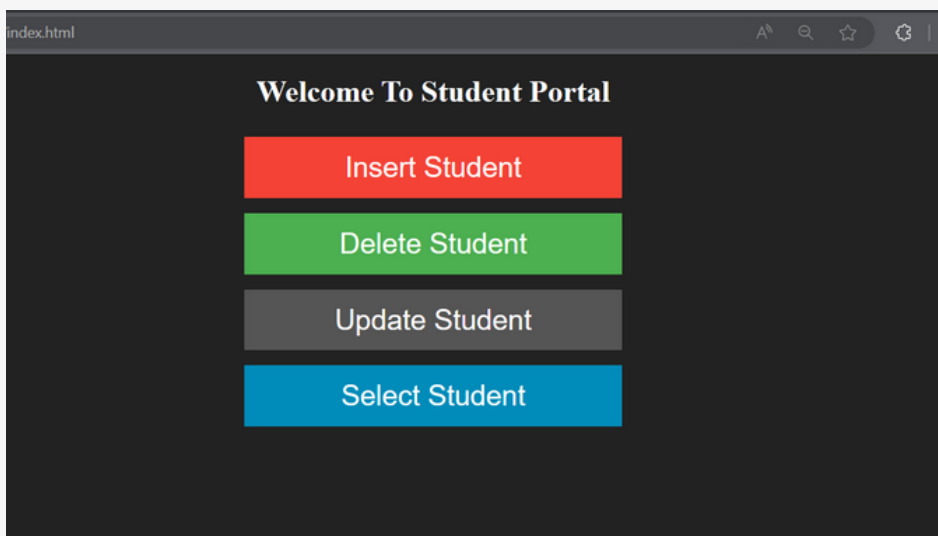 index.html
Welcome To Student Portal
Insert Student
Delete Student
Update Student
Select Student